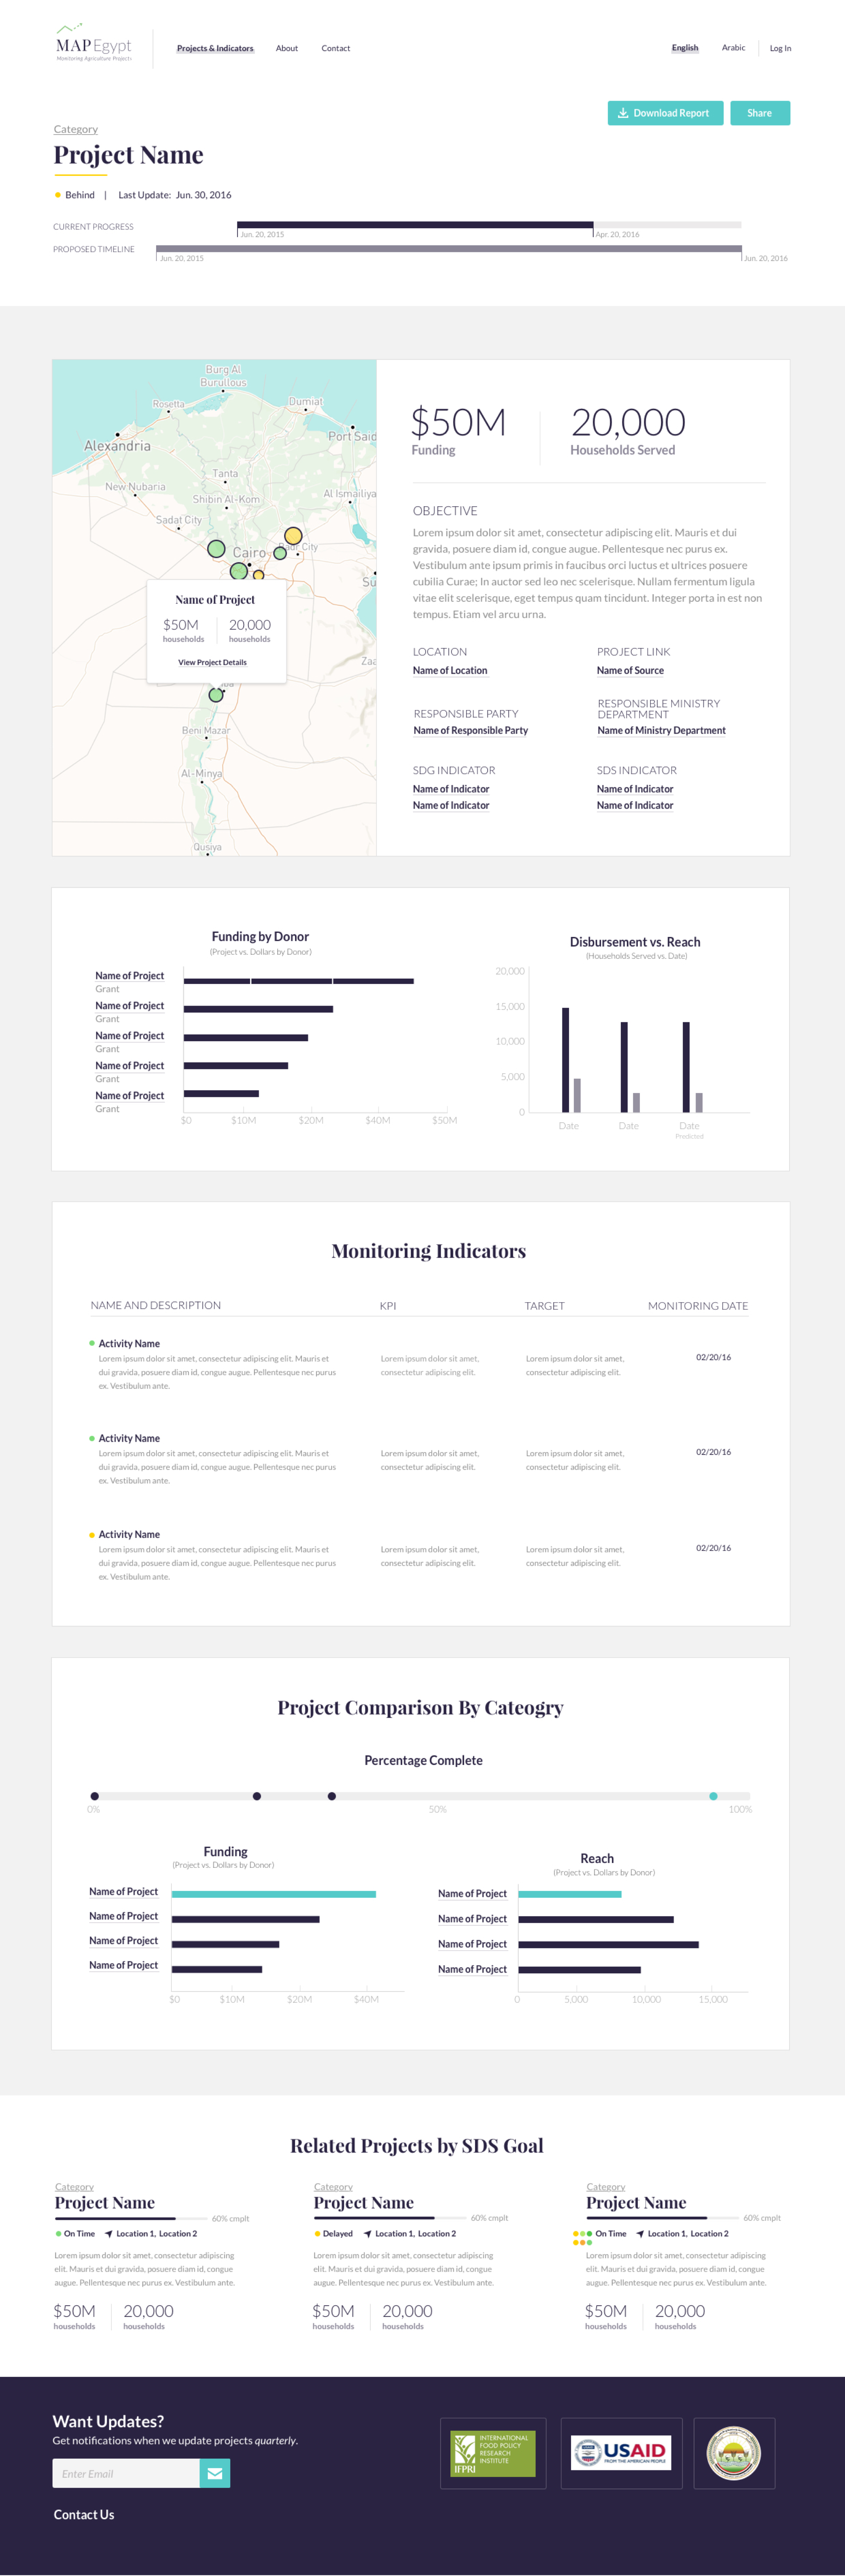 MAP Egypt
Monitoring Agriculture Projects
Projects & Indicators
About
Contact
English
Arabic
Log In
Download Report
Share
Category
Project Name
Behind | Last Update: Jun. 30, 2016
CURRENT PROGRESS
Jun. 20, 2015
Apr. 20, 2016
PROPOSED TIMELINE
Jun. 20, 2015
Jun. 20, 2016
Burg Al
Burullous
Rosetta
Dumiat
Port Said
Alexandria
Tanta
New Nubaria
Al Ismailiya
Shibin Al-Kom
Sadat City
Cairo
City
Su
Name of Project
$50M
households
20,000
households
View Project Details
Zaa
Beni Mazar
Al-Minya
Qusiya
$50M
Funding
20,000
Households Served
OBJECTIVE
Lorem ipsum dolor sit amet, consectetur adipiscing elit. Mauris et dui
gravida, posuere diam id, congue augue. Pellentesque nec purus ex.
Vestibulum ante ipsum primis in faucibus orci luctus et ultrices posuere
cubilia Curae; In auctor sed leo nec scelerisque. Nullam fermentum ligula
vitae elit scelerisque, eget tempus quam tincidunt. Integer porta in est non
tempus. Etiam vel arcu urna.
LOCATION
Name of Location
PROJECT LINK
Name of Source
RESPONSIBLE PARTY
Name of Responsible Party
RESPONSIBLE MINISTRY
DEPARTMENT
Name of Ministry Department
SDG INDICATOR
Name of Indicator
Name of Indicator
SDS INDICATOR
Name of Indicator
Name of Indicator
Funding by Donor
(Project vs. Dollars by Donor)
Name of Project
Grant
Name of Project
Grant
Name of Project
Grant
Name of Project
Grant
Name of Project
Grant
$0
$10M
$20M
$40M
$50M
Disbursement vs. Reach
(Households Served vs. Date)
20,000
15,000
10,000
5,000
0
Date
Date
Date
Predicted
Monitoring Indicators
NAME AND DESCRIPTION
KPI
TARGET
MONITORING DATE
Activity Name
Lorem ipsum dolor sit amet, consectetur adipiscing elit. Mauris et
dui gravida, posuere diam id, congue augue. Pellentesque nec purus
ex. Vestibulum ante.
Lorem ipsum dolor sit amet,
consectetur adipiscing elit.
Lorem ipsum dolor sit amet,
consectetur adipiscing elit.
02/20/16
Activity Name
Lorem ipsum dolor sit amet, consectetur adipiscing elit. Mauris et
dui gravida, posuere diam id, congue augue. Pellentesque nec purus
ex. Vestibulum ante.
Lorem ipsum dolor sit amet,
consectetur adipiscing elit.
Lorem ipsum dolor sit amet,
consectetur adipiscing elit.
02/20/16
Activity Name
Lorem ipsum dolor sit amet, consectetur adipiscing elit. Mauris et
dui gravida, posuere diam id, congue augue. Pellentesque nec purus
ex. Vestibulum ante.
Lorem ipsum dolor sit amet,
consectetur adipiscing elit.
Lorem ipsum dolor sit amet,
consectetur adipiscing elit.
02/20/16
Project Comparison By Cateogry
Percentage Complete
0%
50%
100%
Funding
(Project vs. Dollars by Donor)
Name of Project
Name of Project
Name of Project
Name of Project
$0
$10M
$20M
$40M
Reach
(Project vs. Dollars by Donor)
Name of Project
Name of Project
Name of Project
Name of Project
0
5,000
10,000
15,000
Related Projects by SDS Goal
Category
Project Name
60% cmplt
On Time
Location 1, Location 2
Lorem ipsum dolor sit amet, consectetur adipiscing
elit. Mauris et dui gravida, posuere diam id, congue
augue. Pellentesque nec purus ex. Vestibulum ante.
$50M
households
20,000
households
Category
Project Name
60% cmplt
Delayed
Location 1, Location 2
Lorem ipsum dolor sit amet, consectetur adipiscing
elit. Mauris et dui gravida, posuere diam id, congue
augue. Pellentesque nec purus ex. Vestibulum ante.
$50M
households
20,000
households
Category
Project Name
60% cmplt
On Time
Location 1, Location 2
Lorem ipsum dolor sit amet, consectetur adipiscing
elit. Mauris et dui gravida, posuere diam id, congue
augue. Pellentesque nec purus ex. Vestibulum ante.
$50M
households
20,000
households
Want Updates?
Get notifications when we update projects quarterly.
Enter Email
Contact Us
IFPRI
INTERNATIONAL
FOOD POLICY
RESEARCH
INSTITUTE
USAID
FROM THE AMERICAN PEOPLE